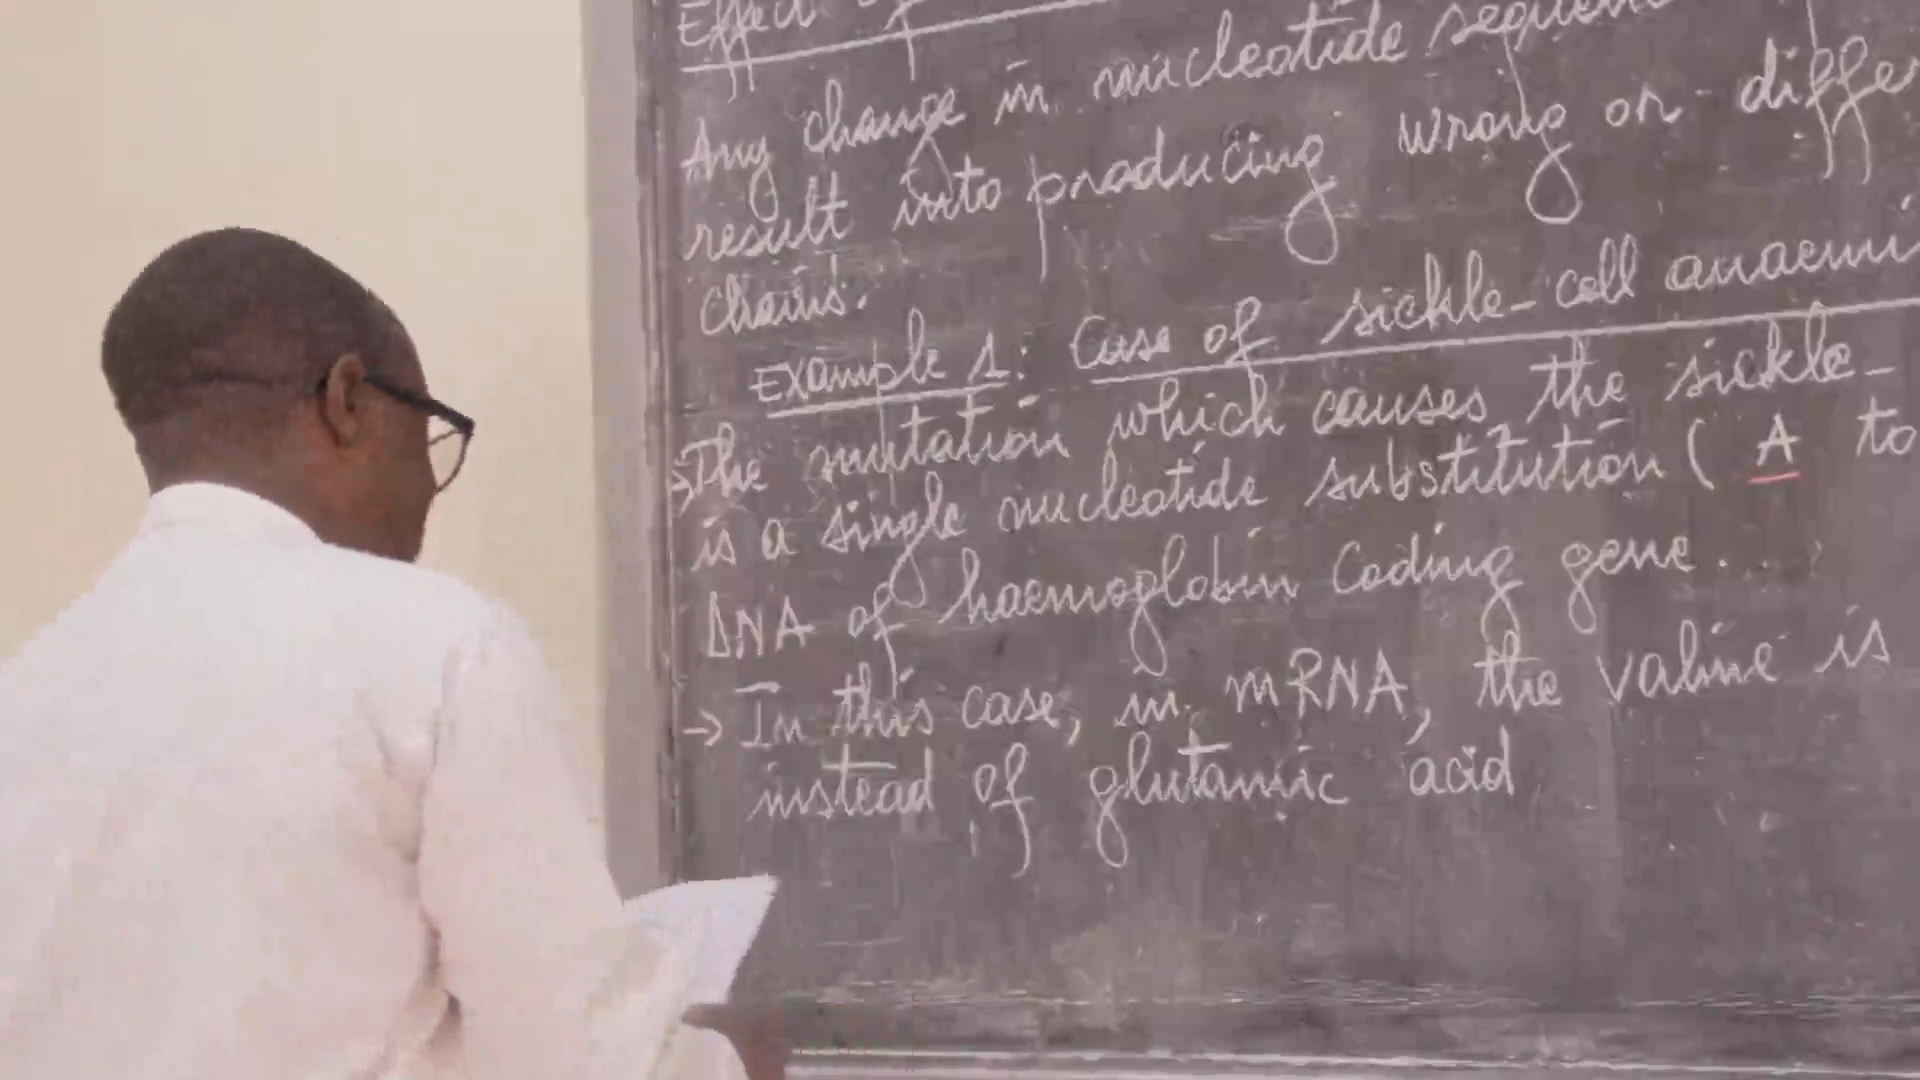 Effect of
Any change in nucleotide sequence
result into producing wrong or differ
chains.
Example 1: Case of sickle-cell anaemi
→The mutation which causes the sickle-
is a single nucleotide substitution ( A to
DNA of haemoglobin coding gene...
→ In this case, in mRNA, the valine is
instead of glutamic acid